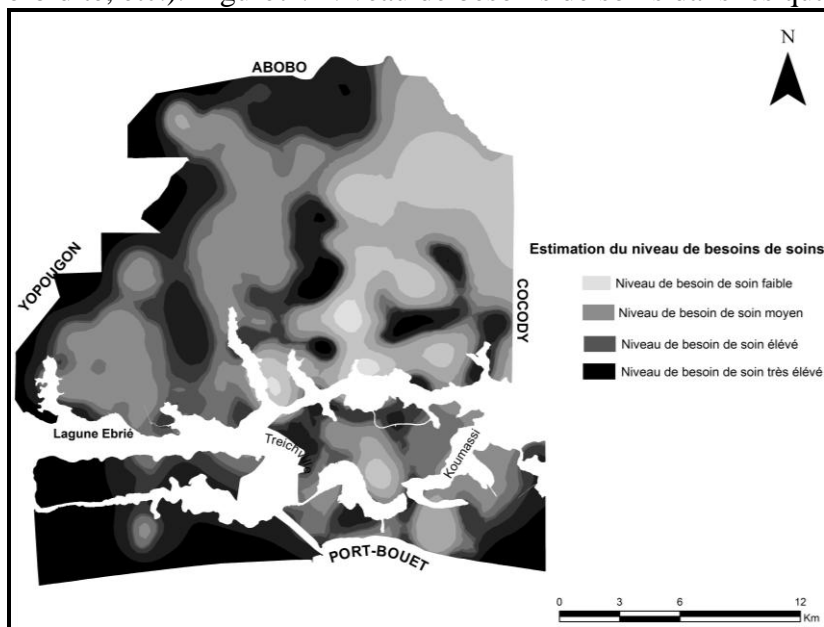 N
ABOBO
YOPOUGON
COCODY
Estimation du niveau de besoins de soins
Niveau de besoin de soin faible
Niveau de besoin de soin moyen
Niveau de besoin de soin élévé
Niveau de besoin de soin très élévé
Lagune Ebrié
Koumassi
PORT-BOUET
0 3 6 12
Km